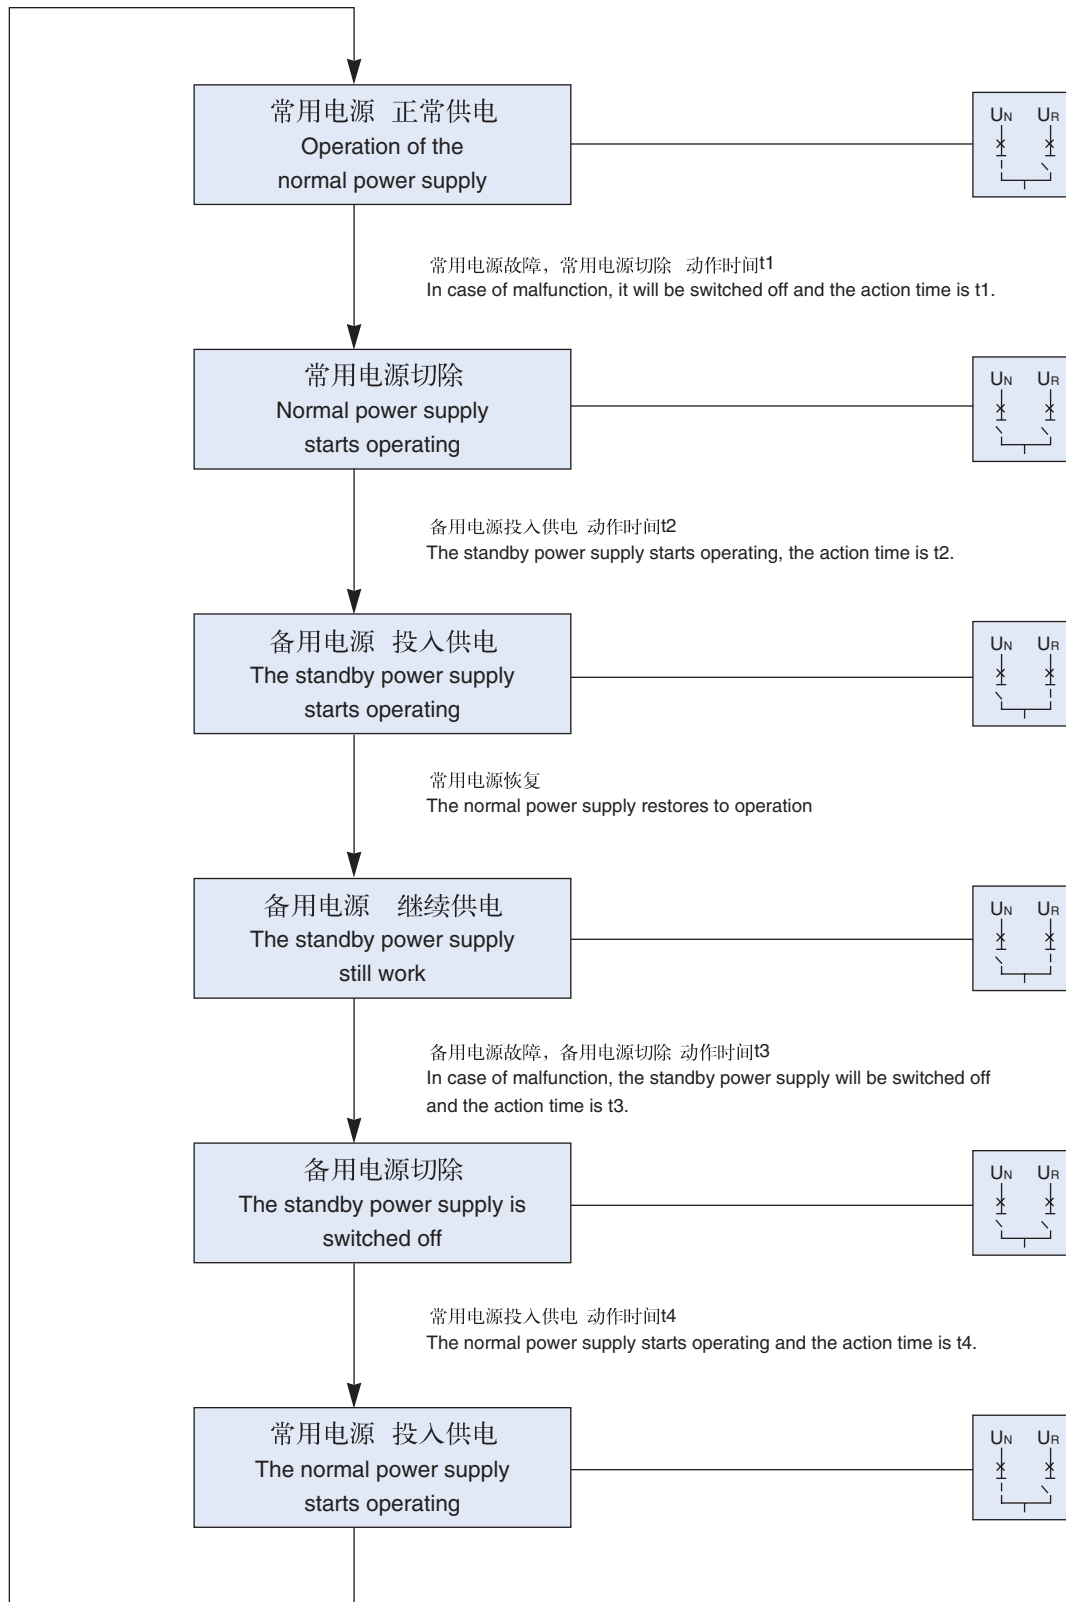 常用电源 正常供电
Operation of the
normal power supply
UN UR
常用电源故障，常用电源切除 动作时间t1
In case of malfunction, it will be switched off and the action time is t1.
常用电源切除
Normal power supply
starts operating
UN UR
备用电源投入供电 动作时间t2
The standby power supply starts operating, the action time is t2.
备用电源 投入供电
The standby power supply
starts operating
UN UR
常用电源恢复
The normal power supply restores to operation
备用电源 继续供电
The standby power supply
still work
UN UR
备用电源故障，备用电源切除 动作时间t3
In case of malfunction, the standby power supply will be switched off
and the action time is t3.
备用电源切除
The standby power supply is
switched off
UN UR
常用电源投入供电 动作时间t4
The normal power supply starts operating and the action time is t4.
常用电源 投入供电
The normal power supply
starts operating
UN UR